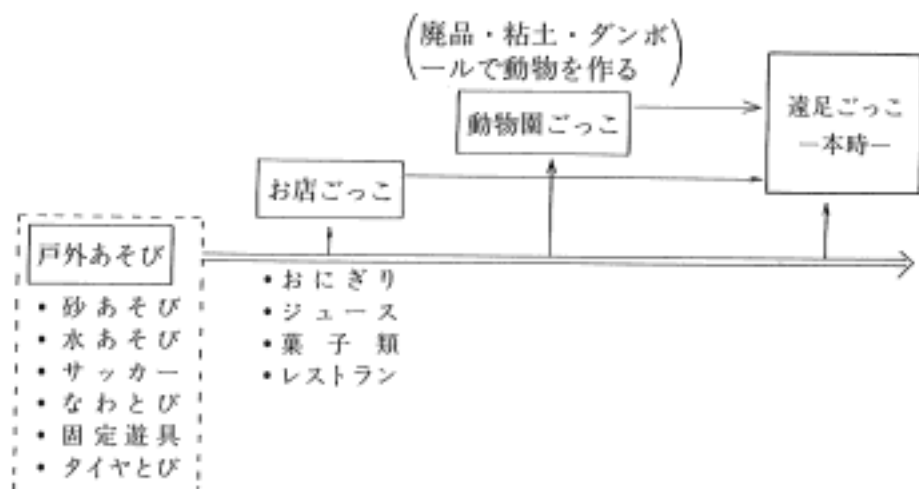 (廃品・粘土・ダンボ
ールで動物を作る)
動物園ごっこ
遠足ごっこ
―本時―
お店ごっこ
戸外あそび
• 砂あそび
• 水あそび
• サッカー
• なわとび
• 固定遊具
• タイヤとび
• おにぎり
• ジュース
• 菓子類
• レストラン